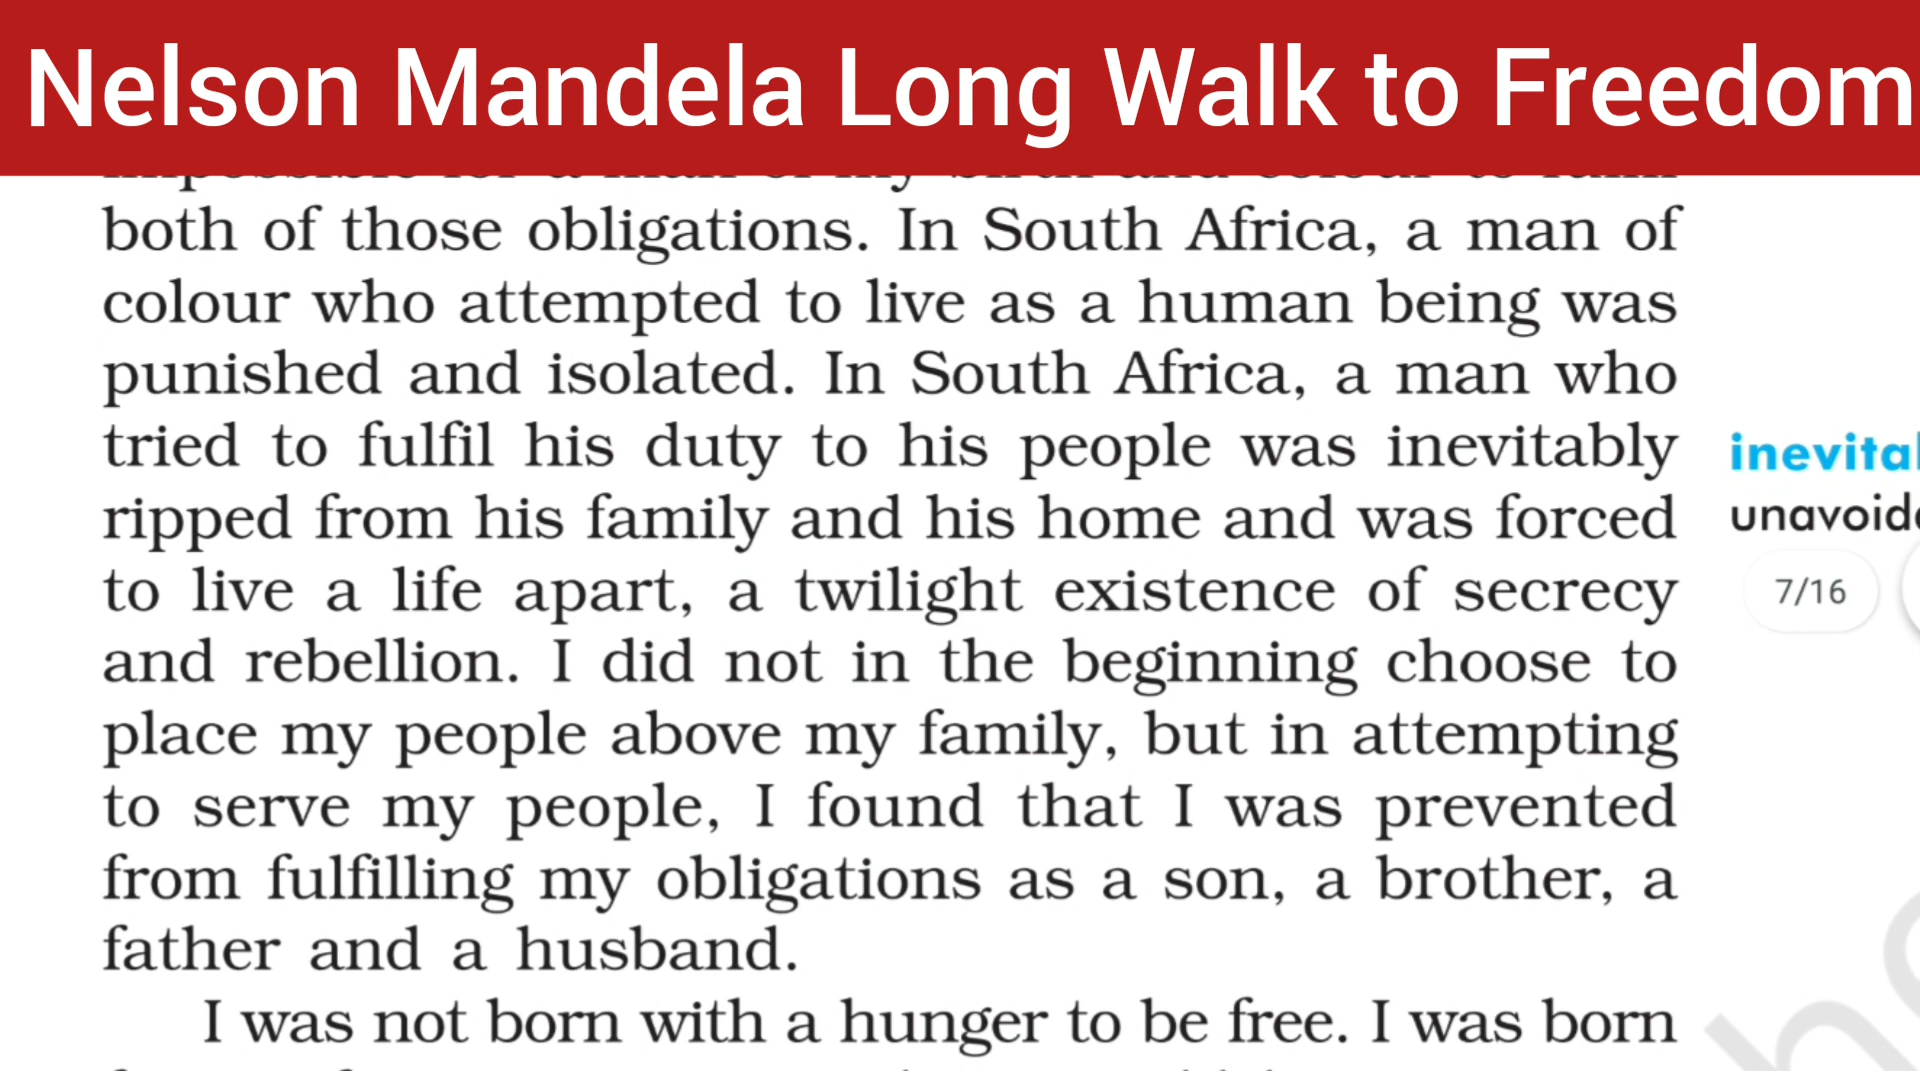 Nelson Mandela Long Walk to Freedom
both of those obligations. In South Africa, a man of
colour who attempted to live as a human being was
punished and isolated. In South Africa, a man who
tried to fulfil his duty to his people was inevitably
ripped from his family and his home and was forced
to live a life apart, a twilight existence of secrecy
and rebellion. I did not in the beginning choose to
place my people above my family, but in attempting
to serve my people, I found that I was prevented
from fulfilling my obligations as a son, a brother, a
father and a husband.
I was not born with a hunger to be free. I was born
7/16